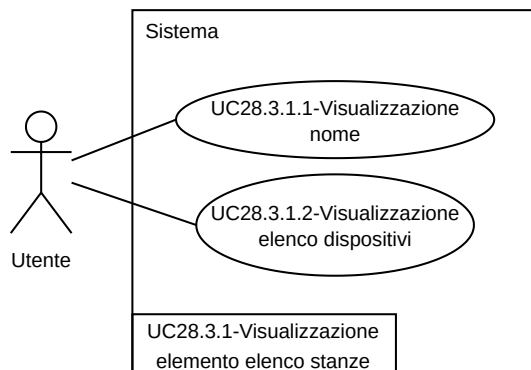 Sistema
UC28.3.1.1-Visualizzazione
nome
UC28.3.1.2-Visualizzazione
elenco dispositivi
Utente
UC28.3.1-Visualizzazione
elemento elenco stanze